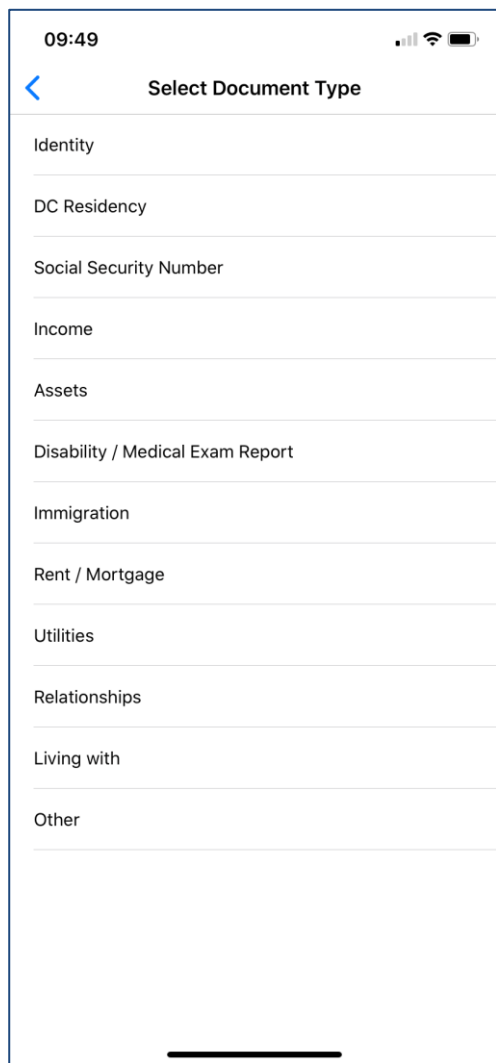 09:49
Select Document Type
Identity
DC Residency
Social Security Number
Income
Assets
Disability / Medical Exam Report
Immigration
Rent / Mortgage
Utilities
Relationships
Living with
Other